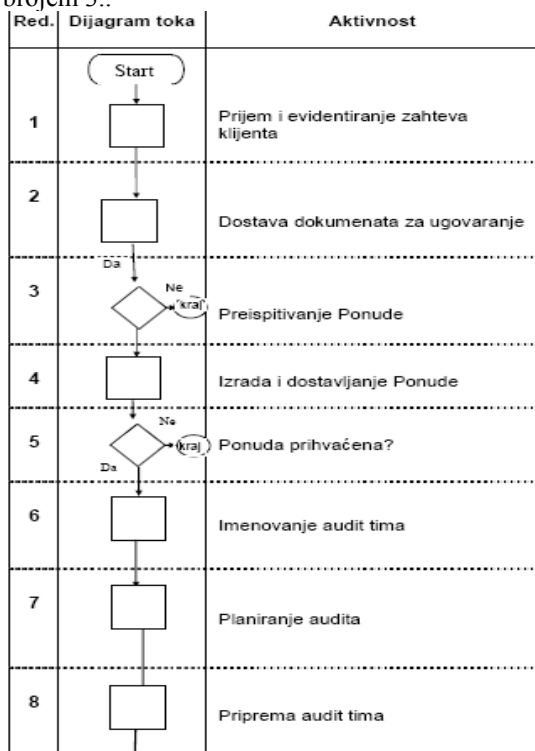 brojem 5..
Red. Dijagram toka Aktivnost
Start
1 Prijem i evidentiranje zahteva
klijenta
2
Dostava dokumenata za ugovaranje
Da
Ne
3 kraj
Preispitivanje Ponude
4 Izrada i dostavljanje Ponude
Ne
5 kraj Ponuda prihvaćena?
Da
6
Imenovanje audit tima
7
Planiranje audita
8
Priprema audit tima